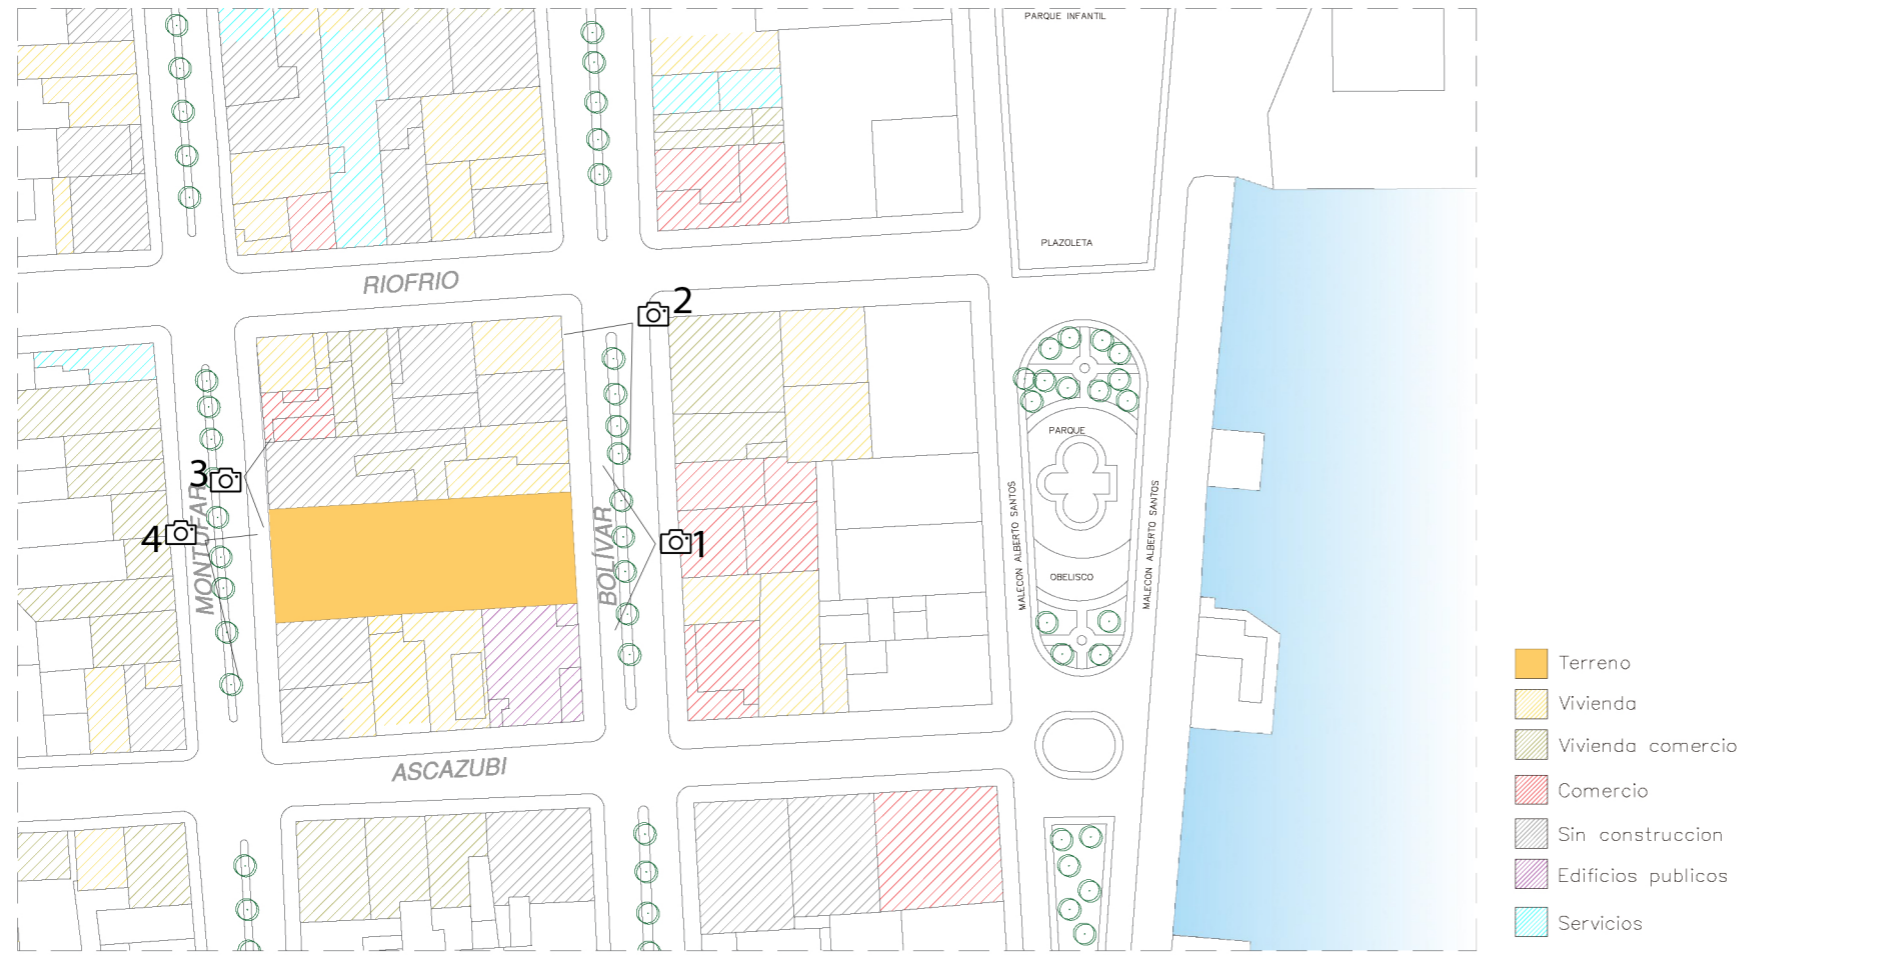 PARQUE INFANTIL
PLAZOLETA
RIOFRIO
2
3
4
MONTUFAR
BOLÍVAR
1
PARQUE
OBELISCO
MALECON ALBERTO SANTOS
MALECON ALBERTO SANTOS
ASCAZUBI
Terreno
Vivienda
Vivienda comercio
Comercio
Sin construccion
Edificios publicos
Servicios